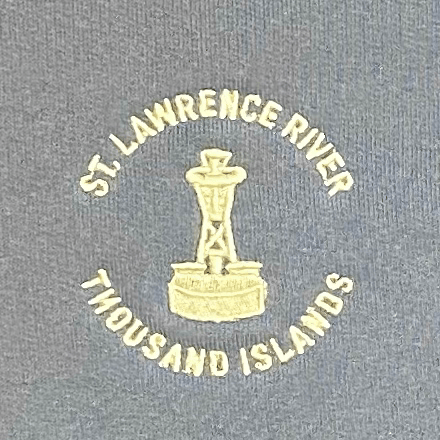 ST. LAWRENCE RIVER
THOUSAND ISLANDS